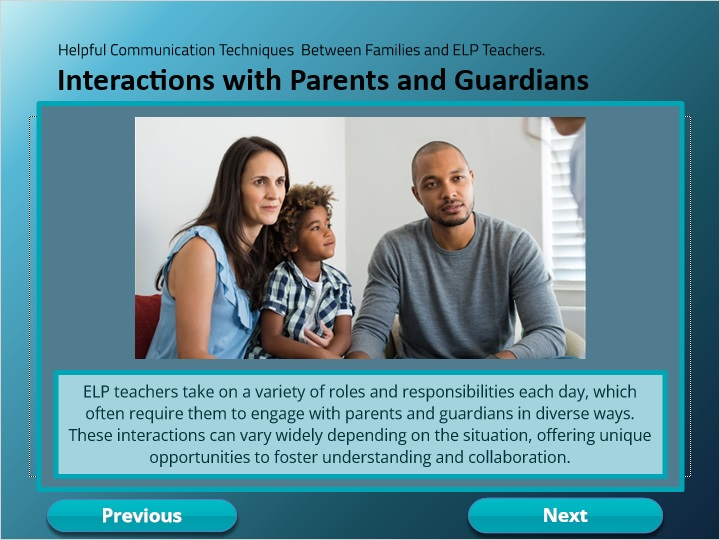 Helpful Communication Techniques  Between Families and ELP Teachers.
Interactions with Parents and Guardians
ELP teachers take on a variety of roles and responsibilities each day, which
often require them to engage with parents and guardians in diverse ways.
These interactions can vary widely depending on the situation, offering unique
opportunities to foster understanding and collaboration.
Previous
Next